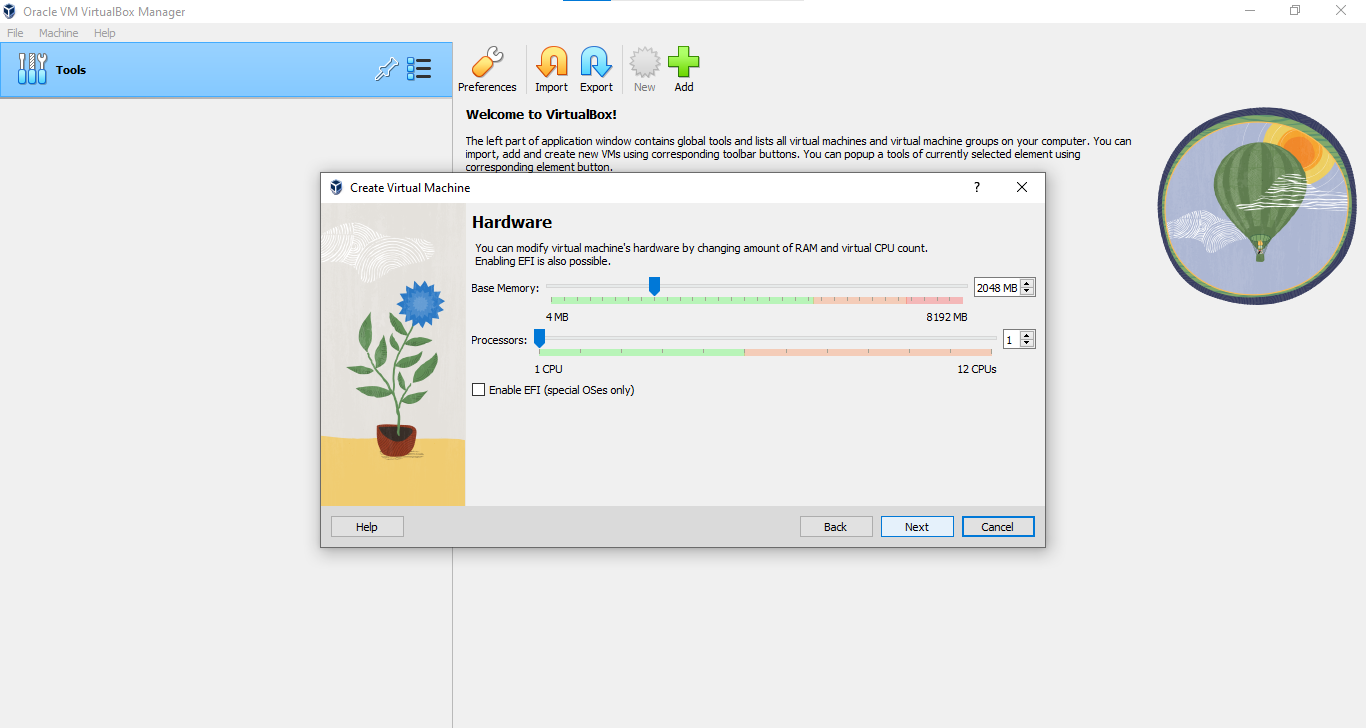 Oracle VM VirtualBox Manager
File Machine Help
Tools
Preferences Import Export New Add
Welcome to VirtualBox!
The left part of application window contains global tools and lists all virtual machines and virtual machine groups on your computer. You can
import, add and create new VMs using corresponding toolbar buttons. You can popup a tools of currently selected element using
corresponding element button.
Create Virtual Machine
?
Hardware
You can modify virtual machine's hardware by changing amount of RAM and virtual CPU count.
Enabling EFI is also possible.
Base Memory: 2048 MB
4 MB 8192 MB
Processors: 1
1 CPU 12 CPUs
Enable EFI (special OSes only)
Help Back Next Cancel